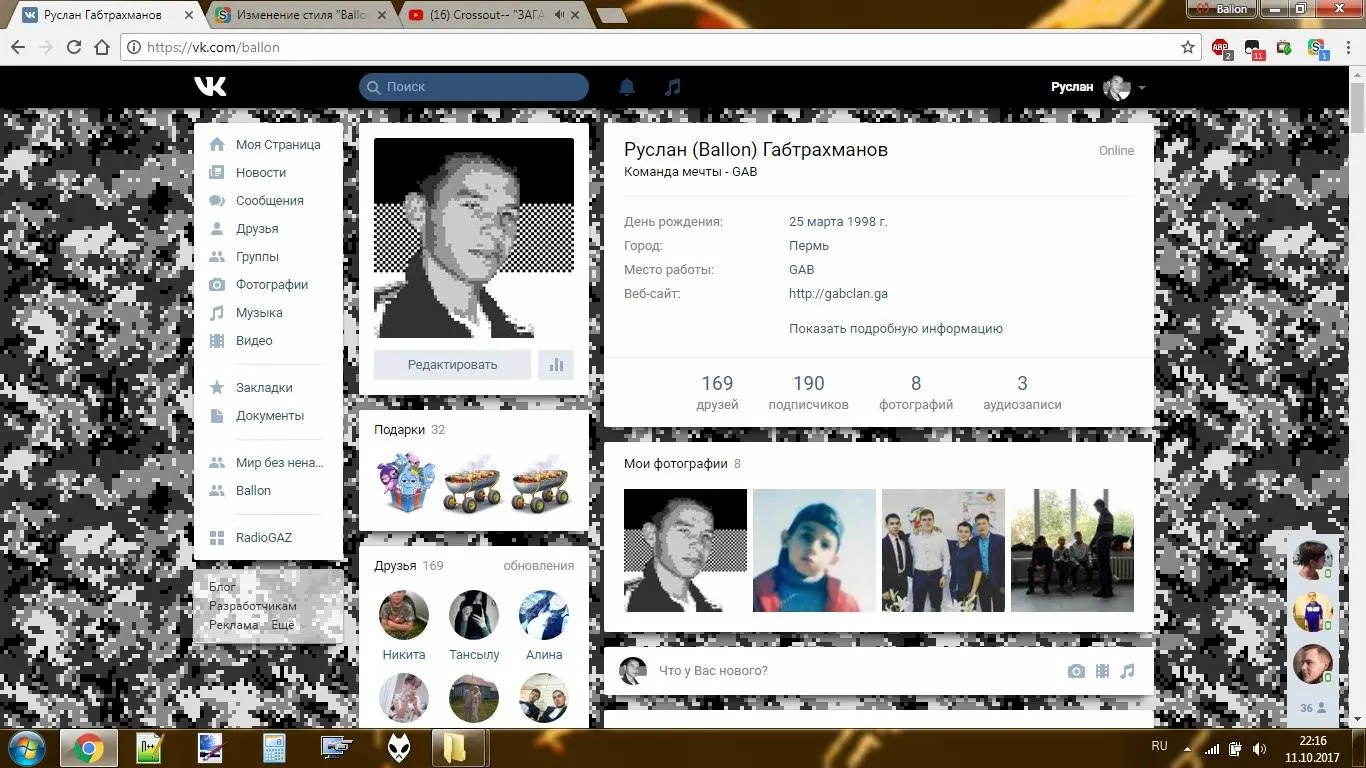 Руслан Габтрахманов
Изменение стиля "Ballo
(16) Crossout-- "ЗАГА
Ballon
https://vk.com/ballon
ABP
2
11
1
Поиск
Руслан
Моя Страница
Новости
Сообщения
Друзья
Группы
Фотографии
Музыка
Видео
Закладки
Документы
Мир без нена...
Ballon
RadioGAZ
Блог
Разработчикам
Реклама Ещё
Редактировать
Подарки 32
Друзья 169 обновления
Никита Тансылу Алина
Руслан (Ballon) Габтрахманов Online
Команда мечты - GAB
День рождения: 25 марта 1998 г.
Город: Пермь
Место работы: GAB
Веб-сайт: http://gabclan.ga
Показать подробную информацию
169 190 8 3
друзей подписчиков фотографий аудиозаписи
Мои фотографии 8
Что у Вас нового?
36
RU
22:16
11.10.2017